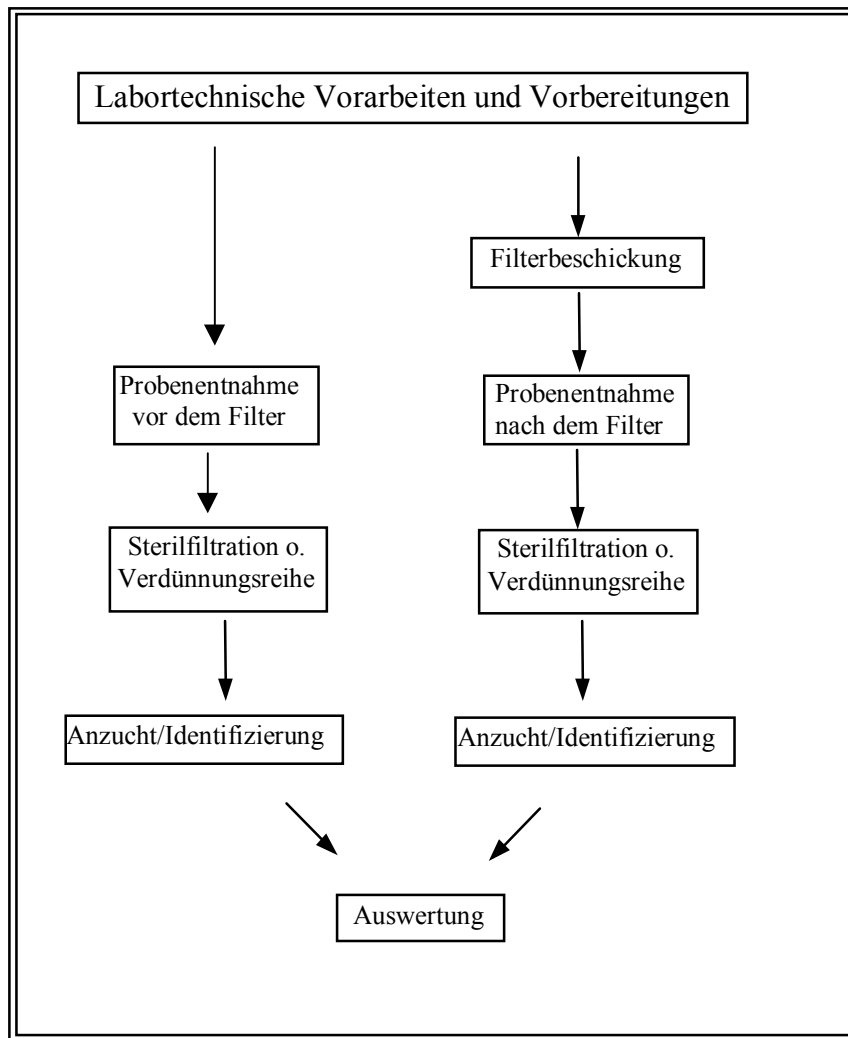 Labortechnische Vorarbeiten und Vorbereitungen
Filterbeschickung
Probenentnahme
vor dem Filter
Probenentnahme
nach dem Filter
Sterilfiltration o.
Verdünnungsreihe
Sterilfiltration o.
Verdünnungsreihe
Anzucht/Identifizierung
Anzucht/Identifizierung
Auswertung